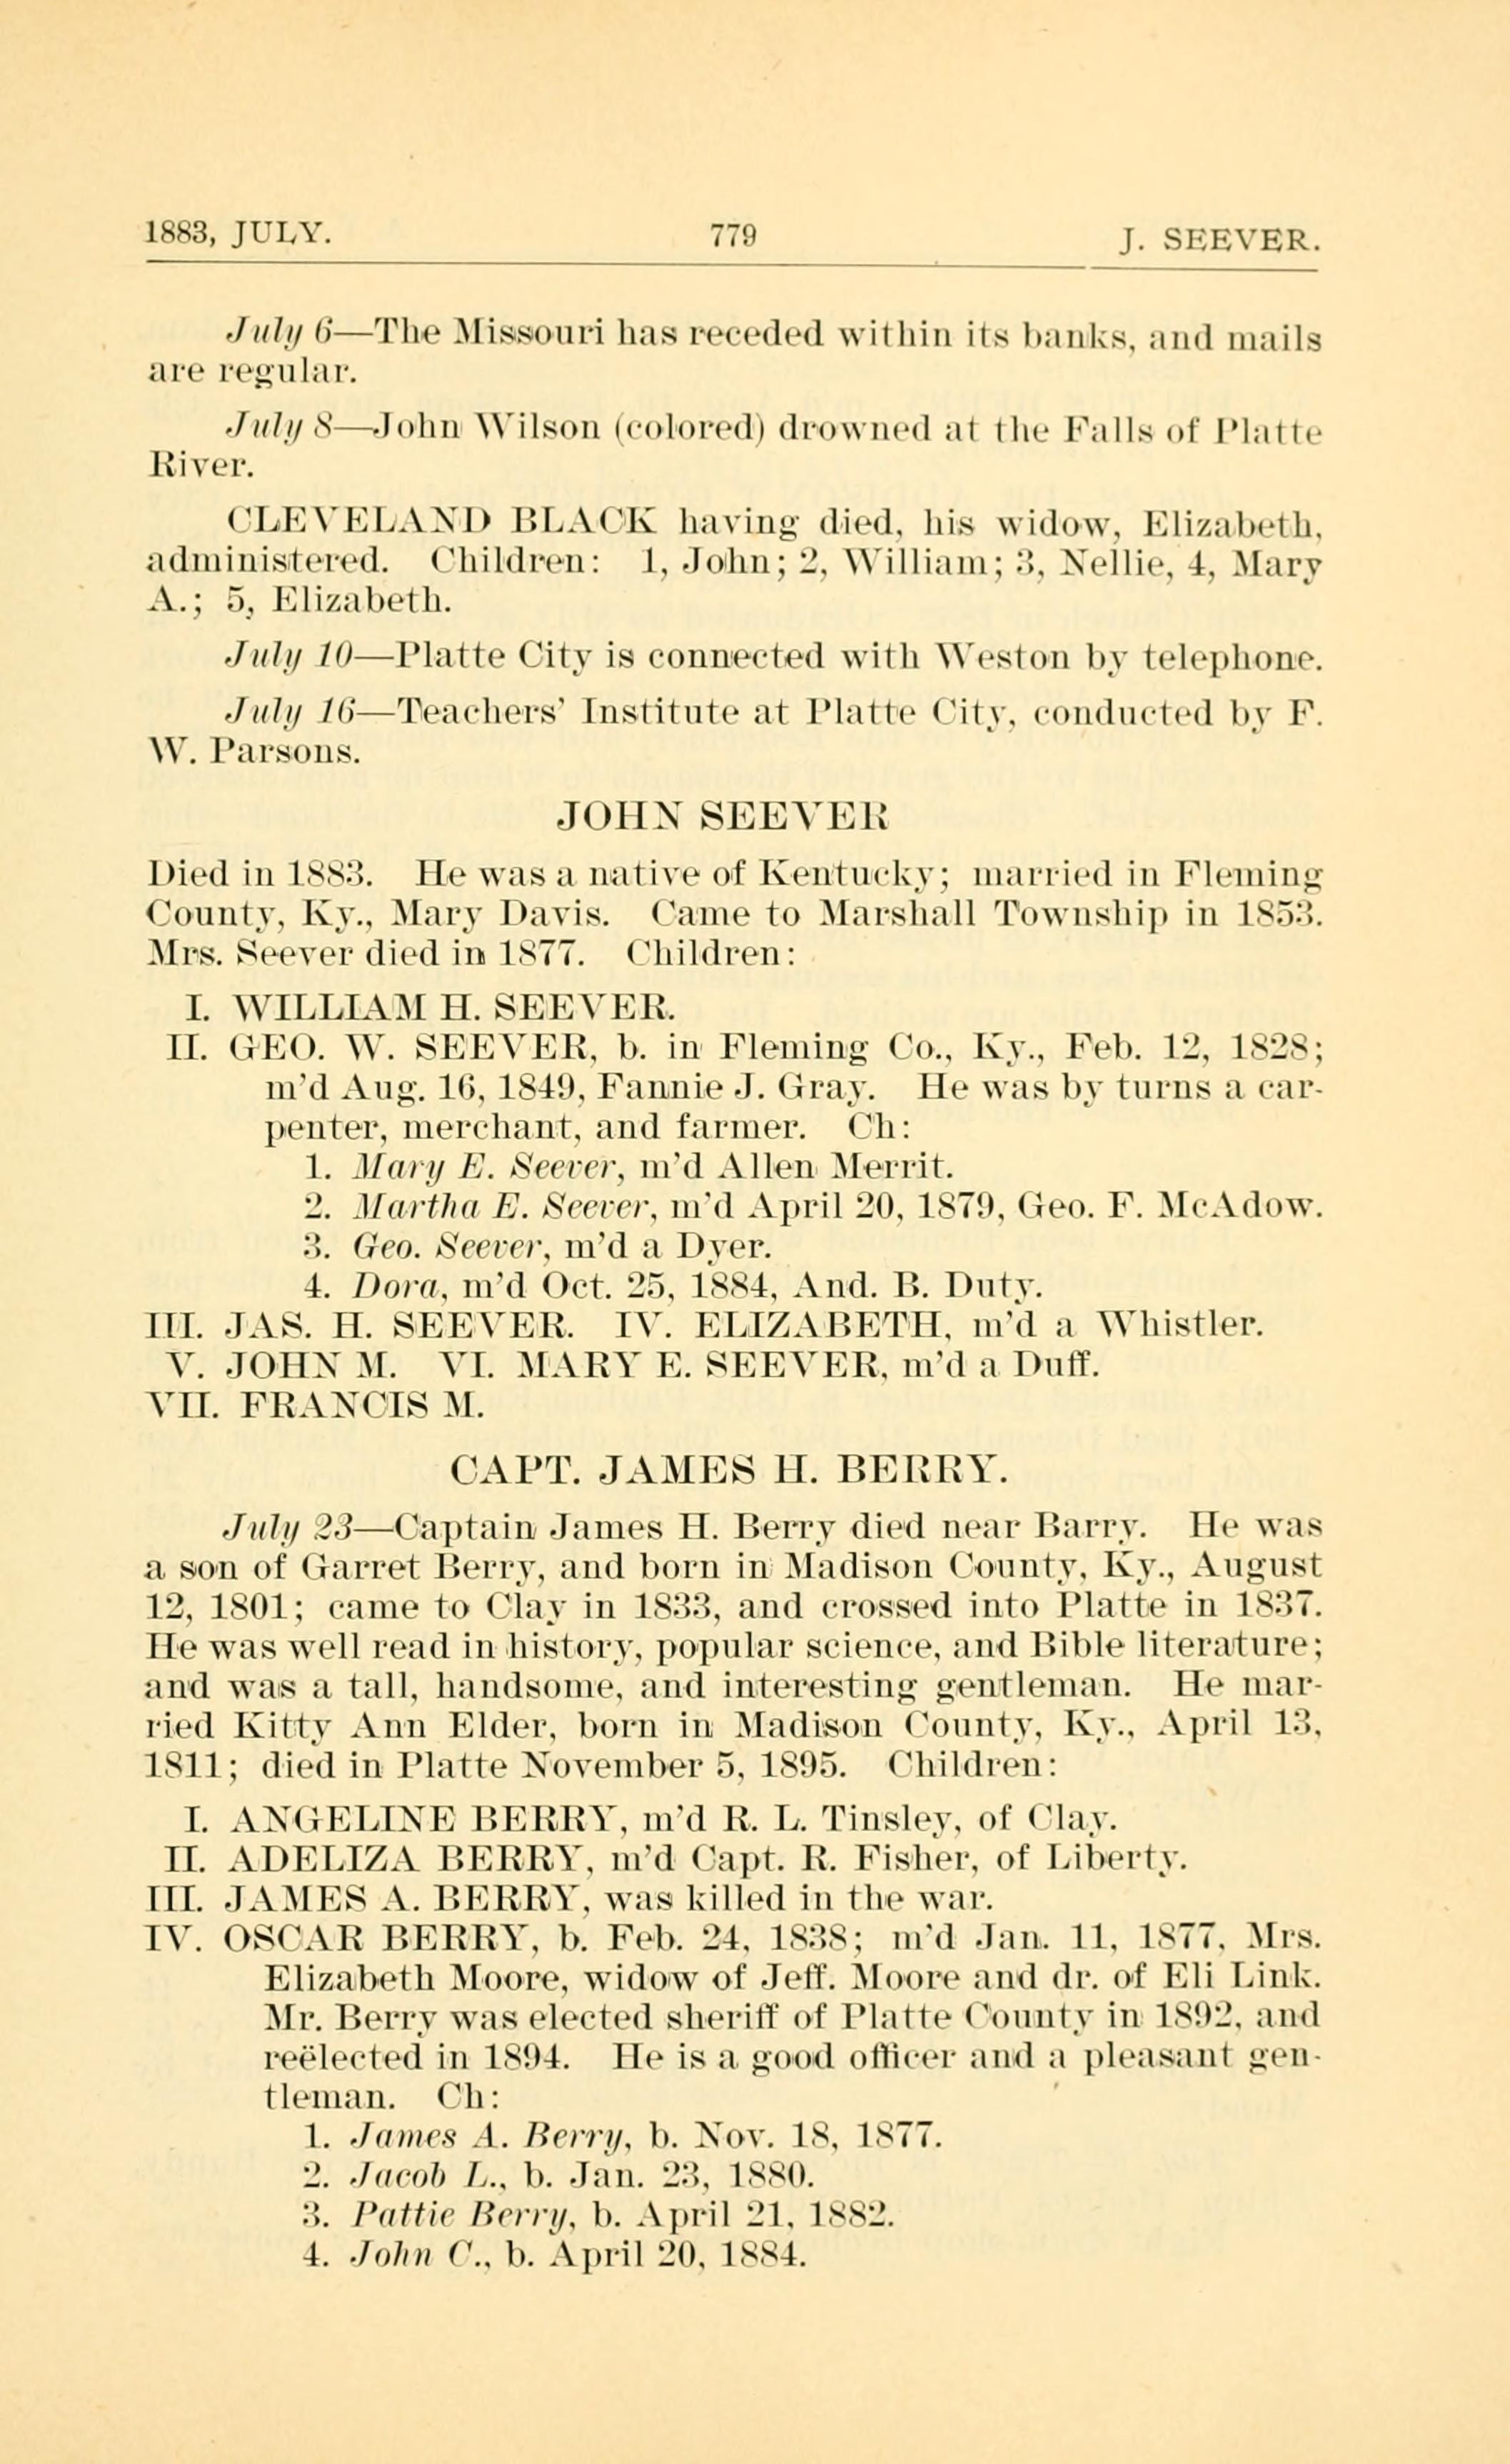 1883, JULY. 779 J. SEEVER.
July 6—The Missouri has receded within its banks, and mails
are regular.
July 8—John Wilson (colored) drowned at the Falls of Platte
River.
CLEVELAND BLACK having died, his widow, Elizabeth,
administered. Children: 1, John; 2, William; 3, Nellie, 4, Mary
A.; 5, Elizabeth.
July 10—Platte City is connected with Weston by telephone.
July 16—Teachers' Institute at Platte City, conducted by F.
W. Parsons.
JOHN SEEVER
Died in 1883. He was a native of Kentucky; married in Fleming
County, Ky., Mary Davis. Came to Marshall Township in 1853.
Mrs. Seever died in 1877. Children:
I. WILLIAM H. SEEVER.
II. GEO. W. SEEVER, b. in Fleming Co., Ky., Feb. 12, 1828;
m'd Aug. 16, 1849, Fannie J. Gray. He was by turns a car-
penter, merchant, and farmer. Ch:
1. Mary E. Seever, m'd Allen Merrit.
2. Martha E. Seever, m'd April 20, 1879, Geo. F. McAdow.
3. Geo. Seever, m'd a Dyer.
4. Dora, m'd Oct. 25, 1884, And. B. Duty.
III. JAS. H. SEEVER. IV. ELIZABETH, m'd a Whistler.
V. JOHN M. VI. MARY E. SEEVER, m'd a Duff.
VII. FRANCIS M.
CAPT. JAMES H. BERRY.
July 23—Captain James H. Berry died near Barry. He was
a son of Garret Berry, and born in Madison County, Ky., August
12, 1801; came to Clay in 1833, and crossed into Platte in 1837.
He was well read in history, popular science, and Bible literature;
and was a tall, handsome, and interesting gentleman. He mar-
ried Kitty Ann Elder, born in Madison County, Ky., April 13,
1811; died in Platte November 5, 1895. Children:
I. ANGELINE BERRY, m'd R. L. Tinsley, of Clay.
II. ADELIZA BERRY, m'd Capt. R. Fisher, of Liberty.
III. JAMES A. BERRY, was killed in the war.
IV. OSCAR BERRY, b. Feb. 24, 1838; m'd Jan. 11, 1877, Mrs.
Elizabeth Moore, widow of Jeff. Moore and dr. of Eli Link.
Mr. Berry was elected sheriff of Platte County in 1892, and
reëlected in 1894. He is a good officer and a pleasant gen-
tleman. Ch:
1. James A. Berry, b. Nov. 18, 1877.
2. Jacob L., b. Jan. 23, 1880.
3. Pattie Berry, b. April 21, 1882.
4. John C., b. April 20, 1884.